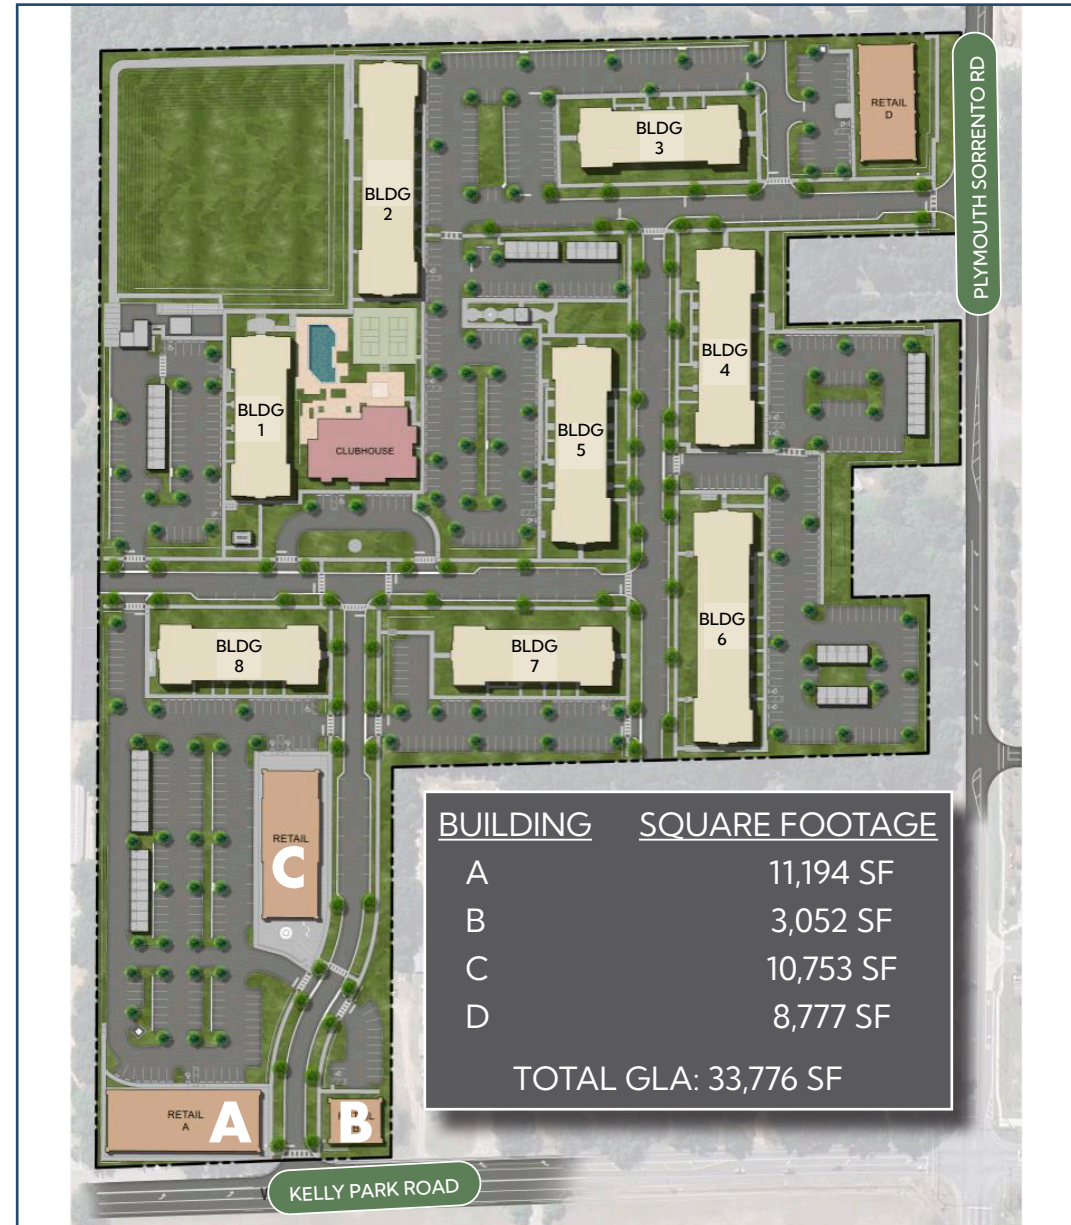 PLYMOUTH SORRENTO RD
RETAIL
D
BLDG
3
BLDG
2
BLDG
4
BLDG
1
BLDG
5
CLUBHOUSE
BLDG
6
BLDG
8
BLDG
7
RETAIL
C
BUILDING SQUARE FOOTAGE
A 11,194 SF
B 3,052 SF
C 10,753 SF
D 8,777 SF
TOTAL GLA: 33,776 SF
RETAIL
A
A
B
KELLY PARK ROAD